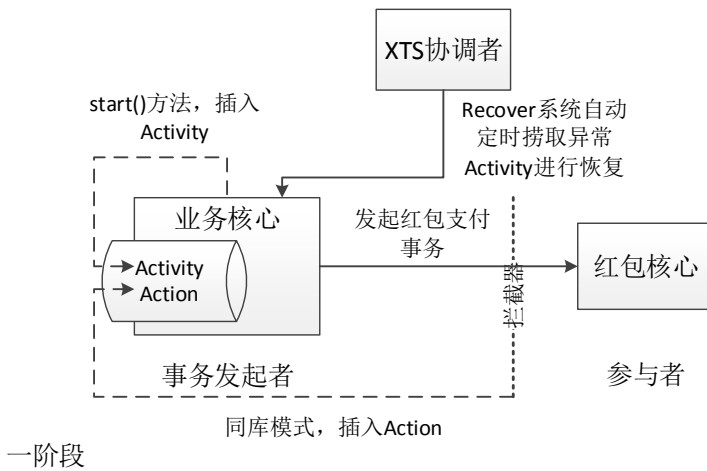 XTS协调者
start()方法，插入
Activity
Recover系统自动
定时捞取异常
Activity进行恢复
业务核心
发起红包支付
事务
Activity
Action
拦截器
红包核心
事务发起者
参与者
同库模式，插入Action
一阶段